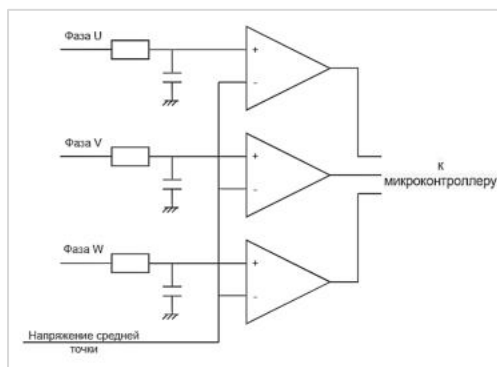 Фаза U
+
-
Фаза V
+
-
к
микроконтроллеру
Фаза W
+
-
Напряжение средней
точки